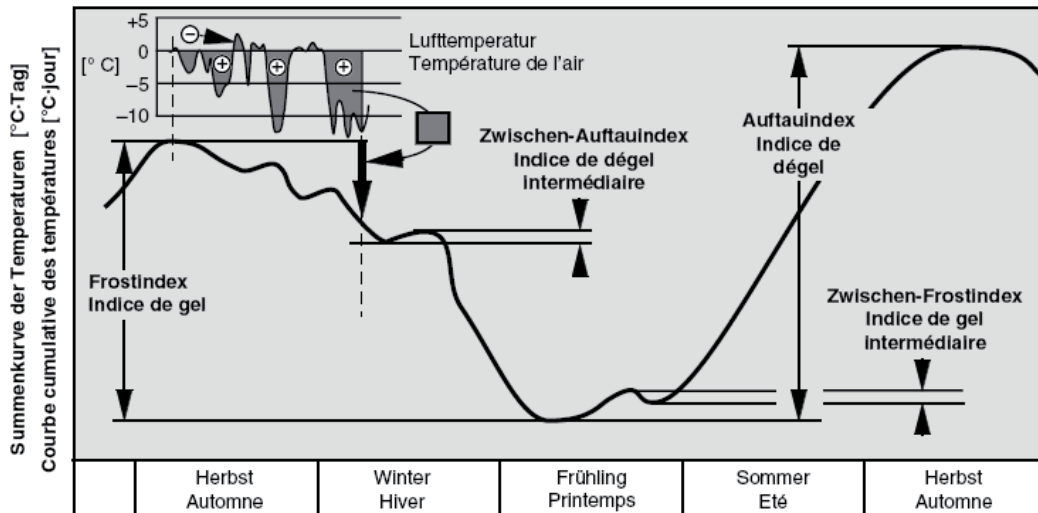 Summenkurve der Temperaturen [°C·Tag]
Courbe cumulative des températures [°C·jour]
+5
0
[° C]
−5
−10
−
+
+
+
Lufttemperatur
Température de l'air
Zwischen-Auftauindex
Indice de dégel
intermédiaire
Auftauindex
Indice de
dégel
Frostindex
Indice de gel
Zwischen-Frostindex
Indice de gel
intermédiaire
Herbst
Automne
Winter
Hiver
Frühling
Printemps
Sommer
Eté
Herbst
Automne